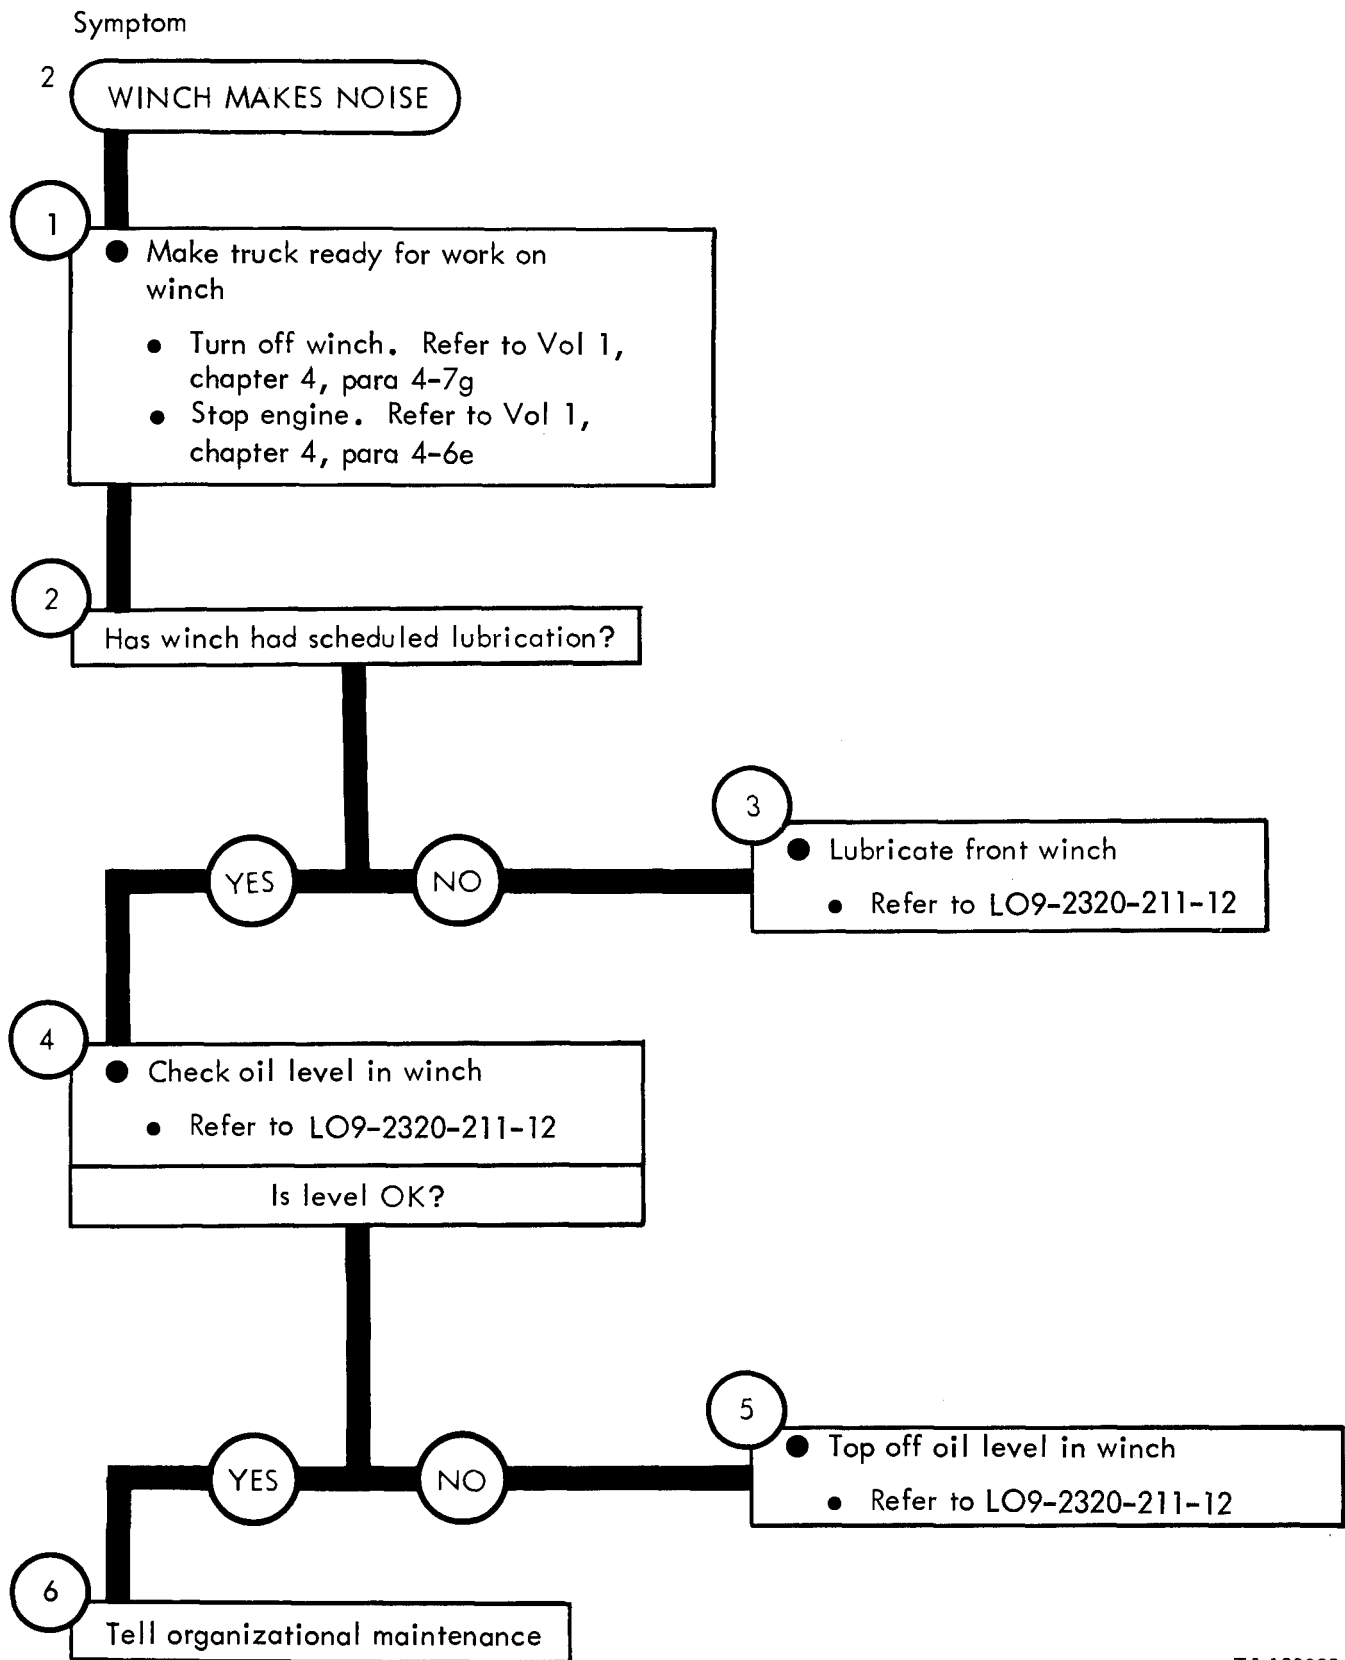 Symptom
2
WINCH MAKES NOISE
1
● Make truck ready for work on
winch
● Turn off winch. Refer to Vol 1,
chapter 4, para 4-7g
● Stop engine. Refer to Vol 1,
chapter 4, para 4-6e
2
Has winch had scheduled lubrication?
YES
NO
3
● Lubricate front winch
● Refer to LO9-2320-211-12
4
● Check oil level in winch
● Refer to LO9-2320-211-12
Is level OK?
YES
NO
5
● Top off oil level in winch
● Refer to LO9-2320-211-12
6
Tell organizational maintenance